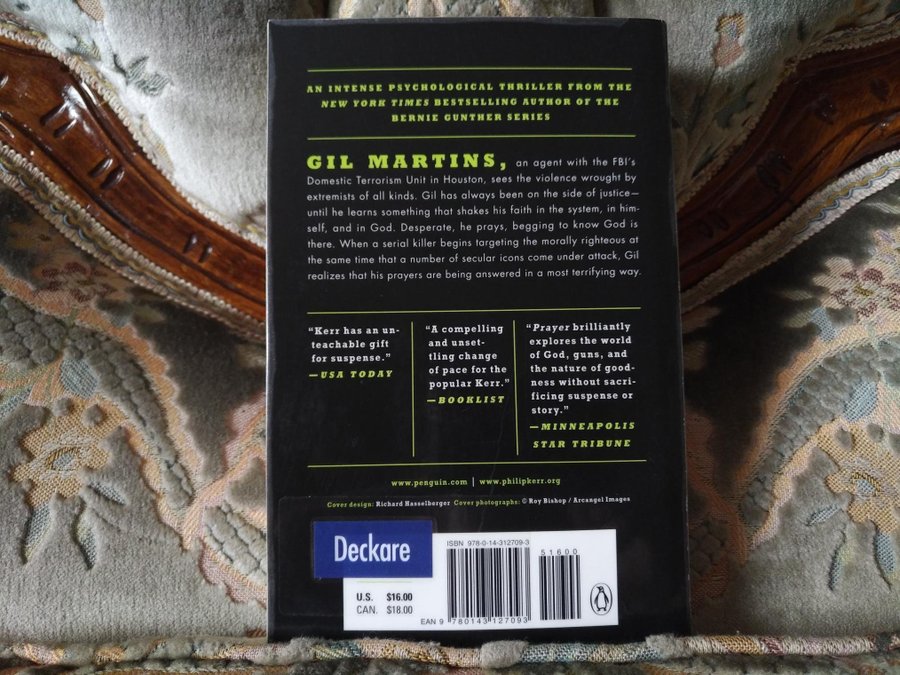 AN INTENSE PSYCHOLOGICAL THRILLER FROM THE
NEW YORK TIMES BESTSELLING AUTHOR OF THE
BERNIE GUNTHER SERIES
GIL MARTINS, an agent with the FBI's
Domestic Terrorism Unit in Houston, sees the violence wrought by
extremists of all kinds. Gil has always been on the side of justice—
until he learns something that shakes his faith in the system, in him-
self, and in God. Desperate, he prays, begging to know God is
there. When a serial killer begins targeting the morally righteous at
the same time that a number of secular icons come under attack, Gil
realizes that his prayers are being answered in a most terrifying way.
“Kerr has an un-
teachable gift
for suspense.”
—USA TODAY
“A compelling
and unset-
tling change
of pace for the
popular Kerr.”
—BOOKLIST
“Prayer brilliantly
explores the world
of God, guns, and
the nature of good-
ness without sacri-
ficing suspense or
story.”
—MINNEAPOLIS
STAR TRIBUNE
www.penguin.com | www.philipkerr.org
Cover design: Richard Hasselberger Cover photographs: © Roy Bishop / Arcangel Images
Deckare
U.S. $16.00
CAN. $18.00
ISBN 978-0-14-312709-3
51600
EAN 9 780143 127093